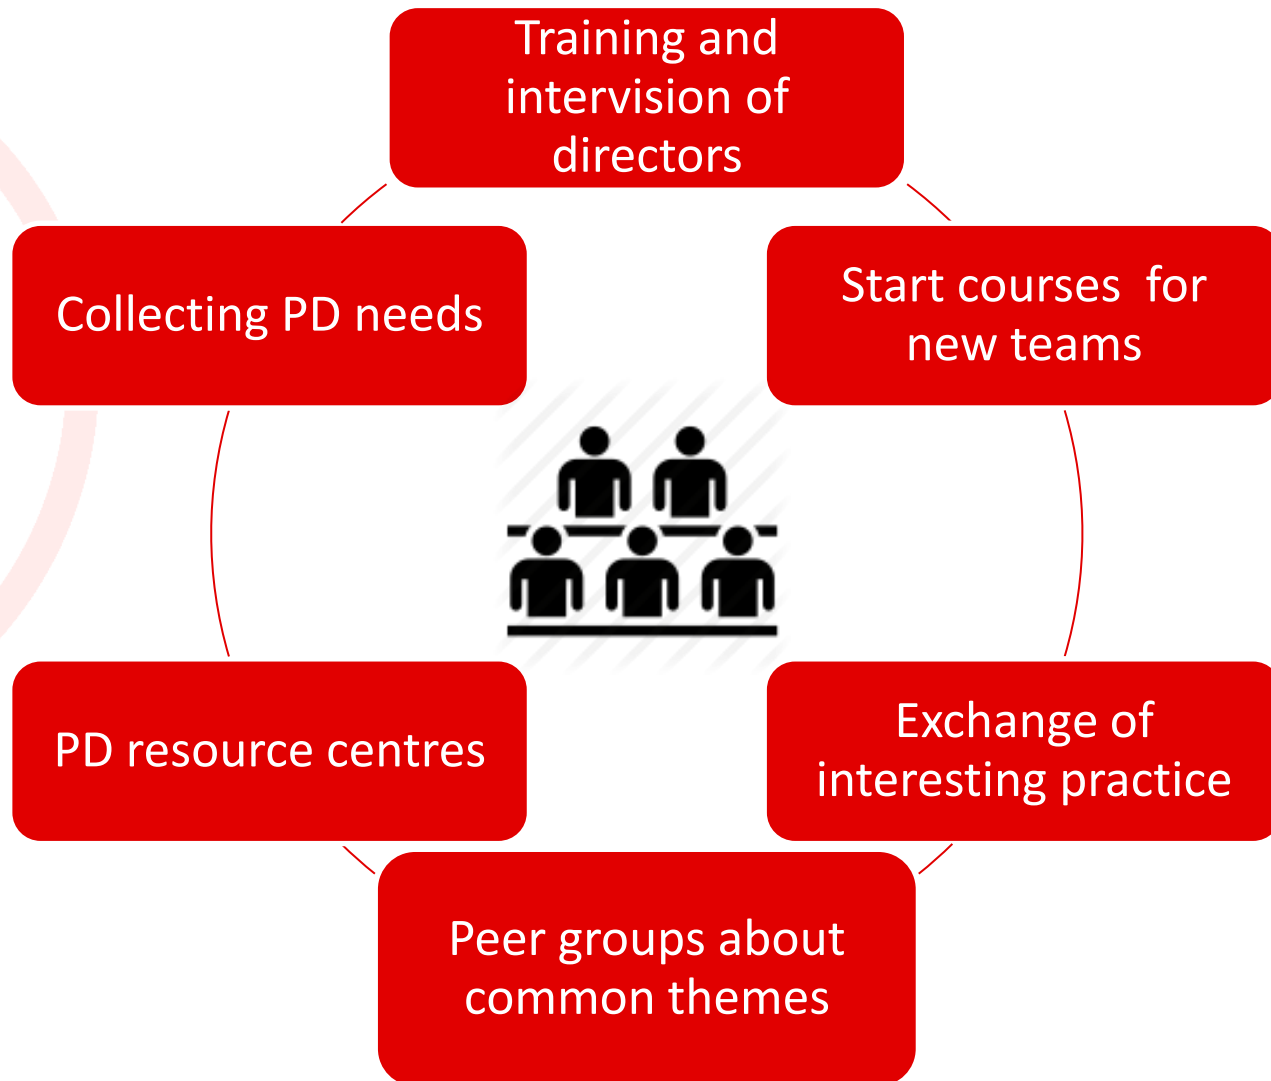 Training and
intervision of
directors
Collecting PD needs
Start courses  for
new teams
PD resource centres
Exchange of
interesting practice
Peer groups about
common themes